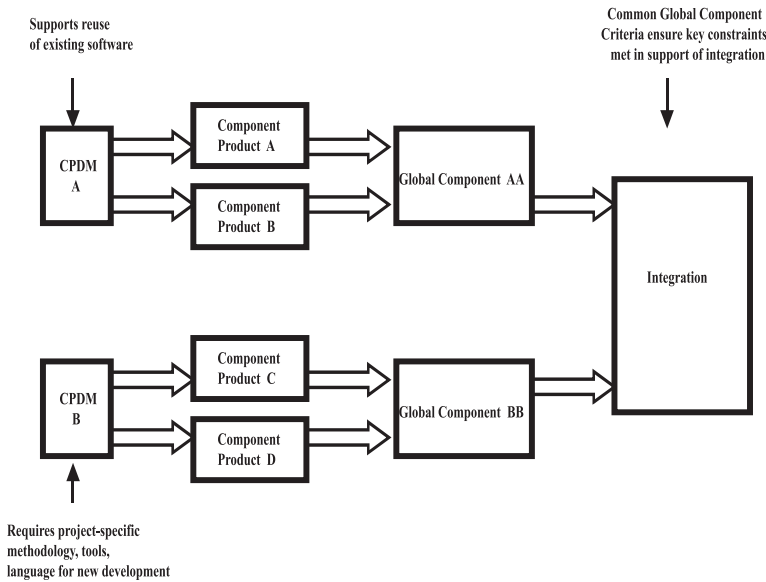 Supports reuse
of existing software
Common Global Component
Criteria ensure key constraints
met in support of integration
CPDM
A
Component
Product A
Component
Product B
Global Component AA
Integration
CPDM
B
Component
Product C
Component
Product D
Global Component BB
Requires project-specific
methodology, tools,
language for new development